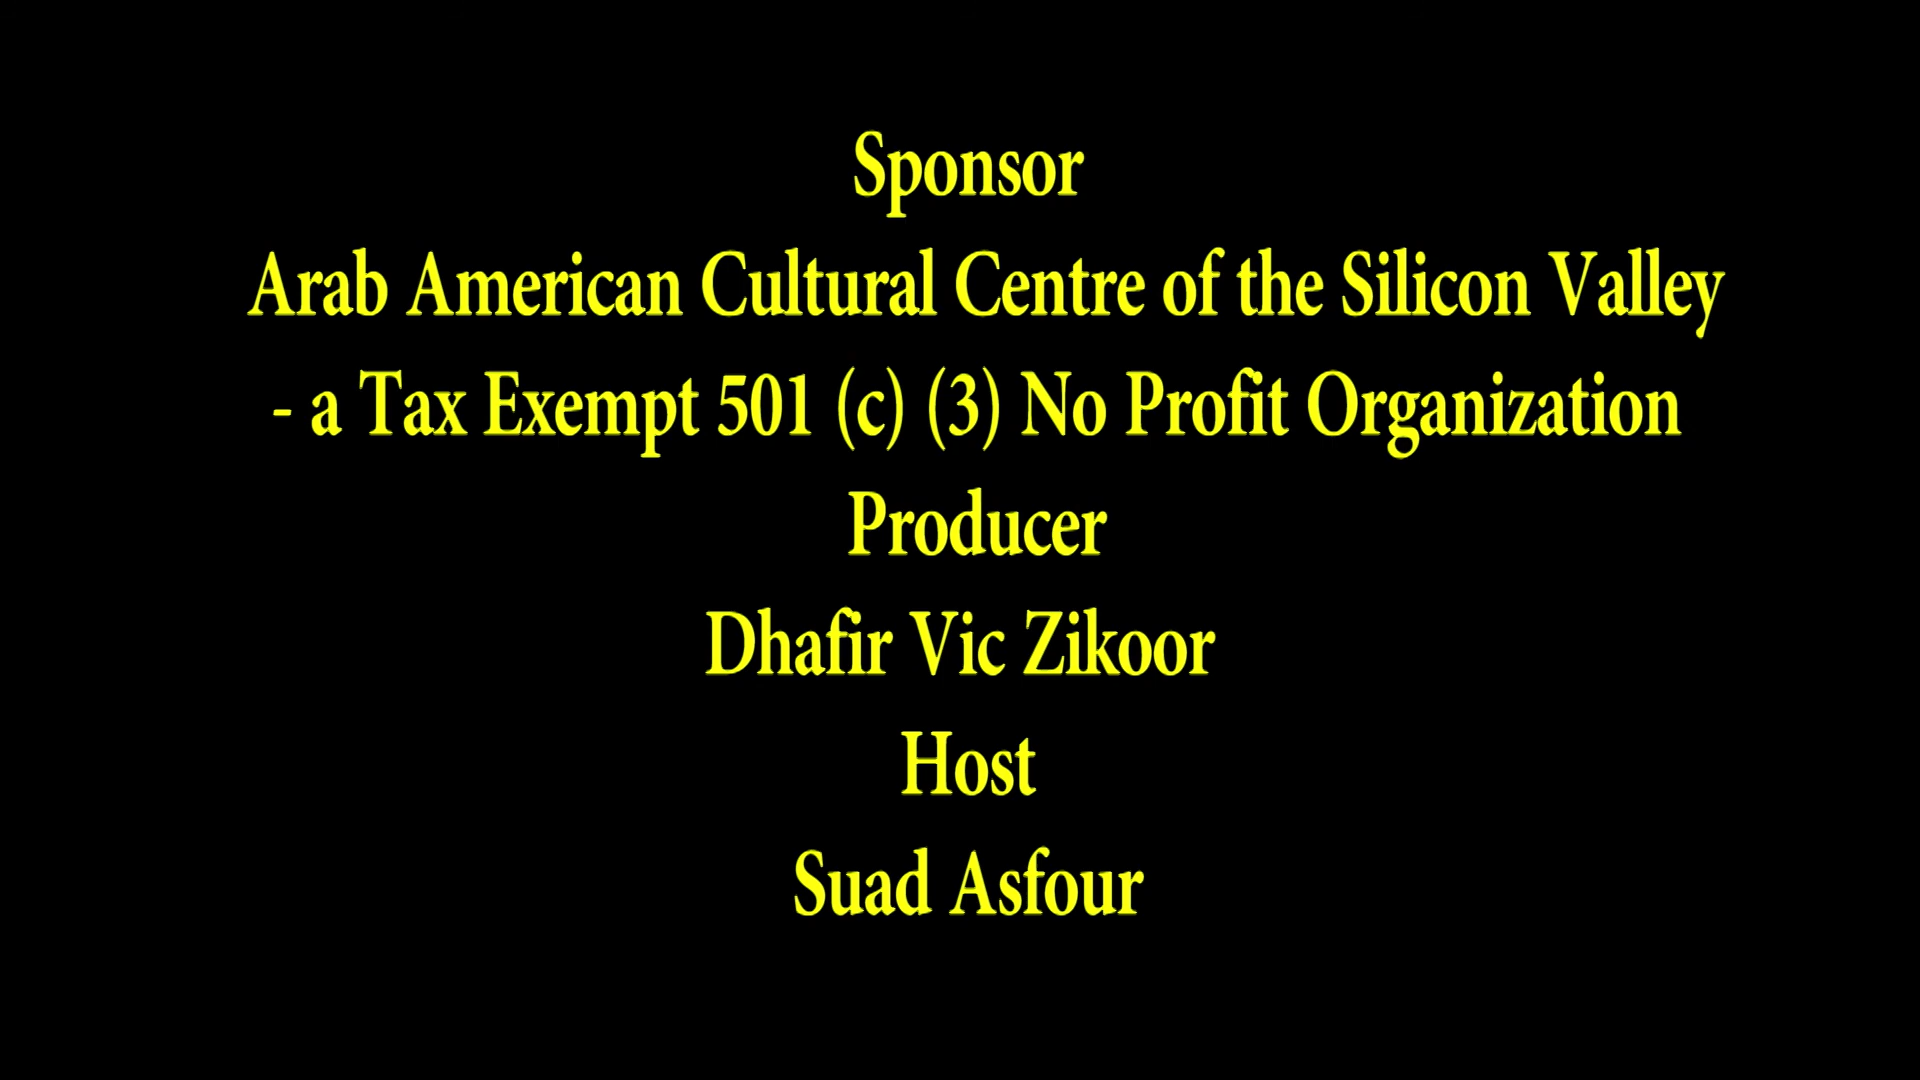 Sponsor
Arab American Cultural Centre of the Silicon Valley
- a Tax Exempt 501 (c) (3) No Profit Organization
Producer
Dhafir Vic Zikoor
Host
Suad Asfour